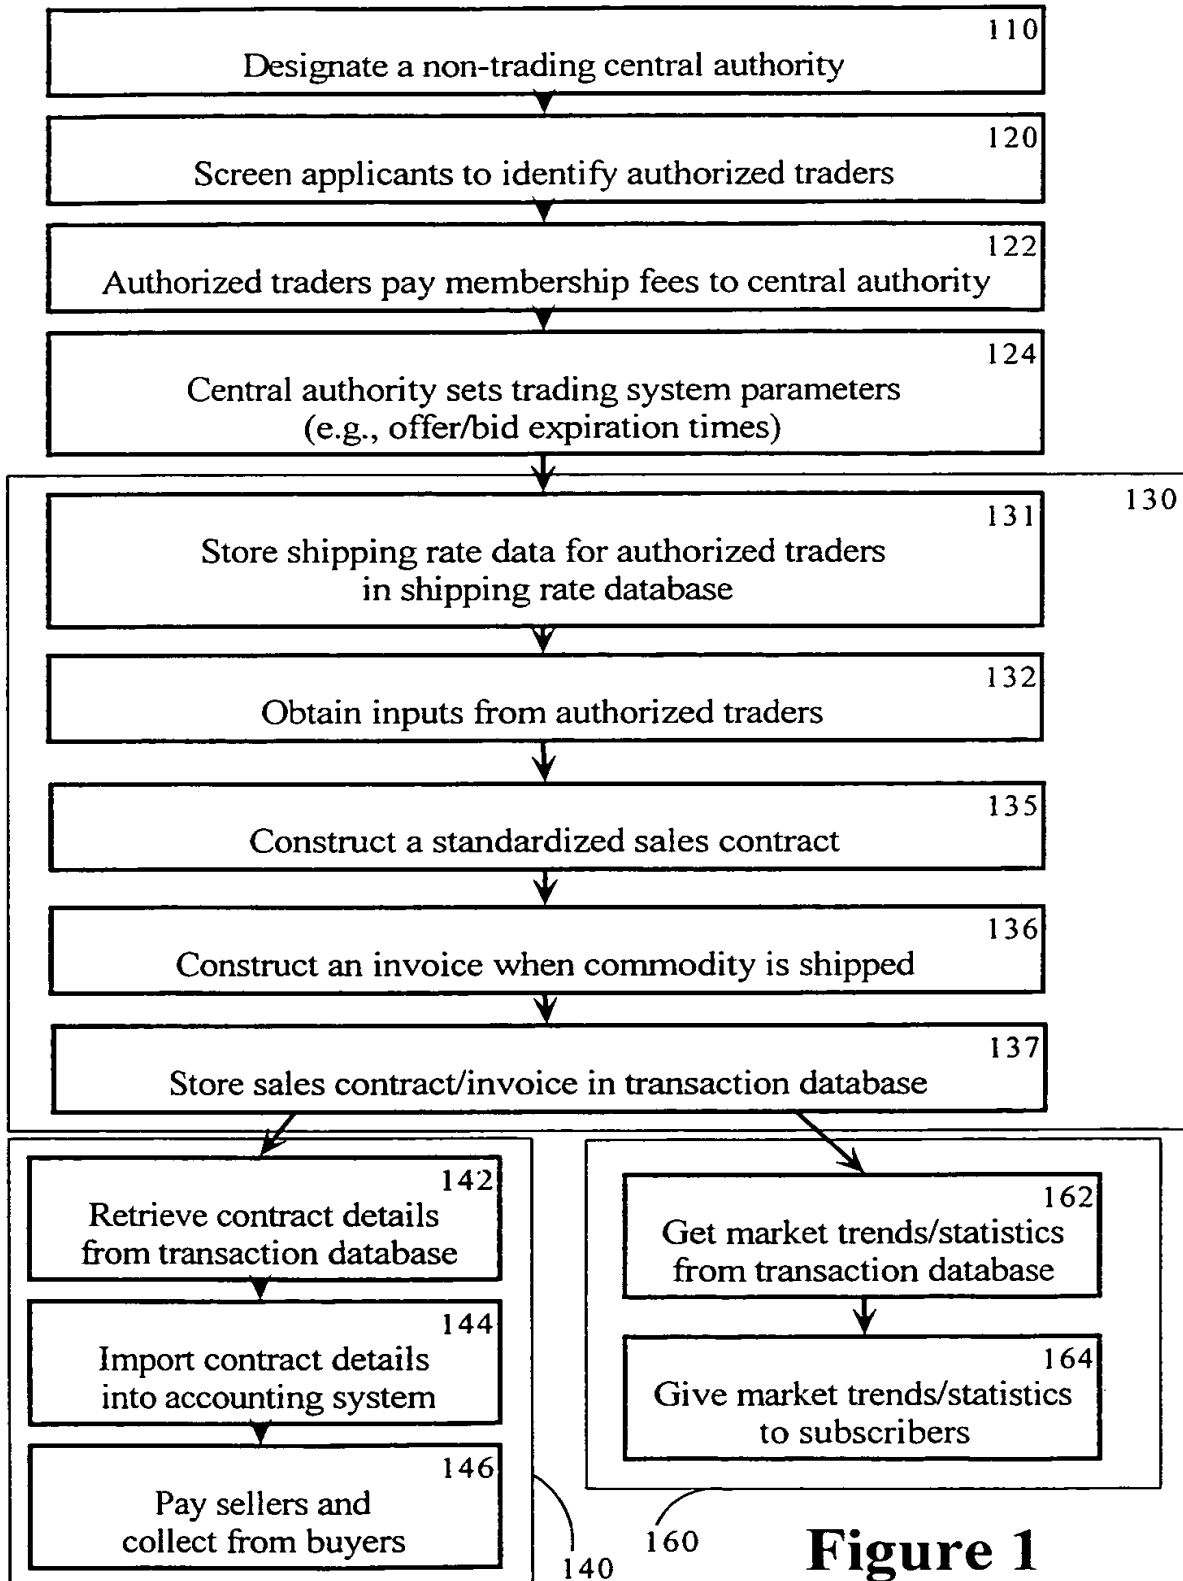 110
Designate a non-trading central authority
120
Screen applicants to identify authorized traders
122
Authorized traders pay membership fees to central authority
124
Central authority sets trading system parameters
(e.g., offer/bid expiration times)
130
131
Store shipping rate data for authorized traders
in shipping rate database
132
Obtain inputs from authorized traders
135
Construct a standardized sales contract
136
Construct an invoice when commodity is shipped
137
Store sales contract/invoice in transaction database
142
Retrieve contract details
from transaction database
144
Import contract details
into accounting system
146
Pay sellers and
collect from buyers
140
162
Get market trends/statistics
from transaction database
164
Give market trends/statistics
to subscribers
160
Figure 1